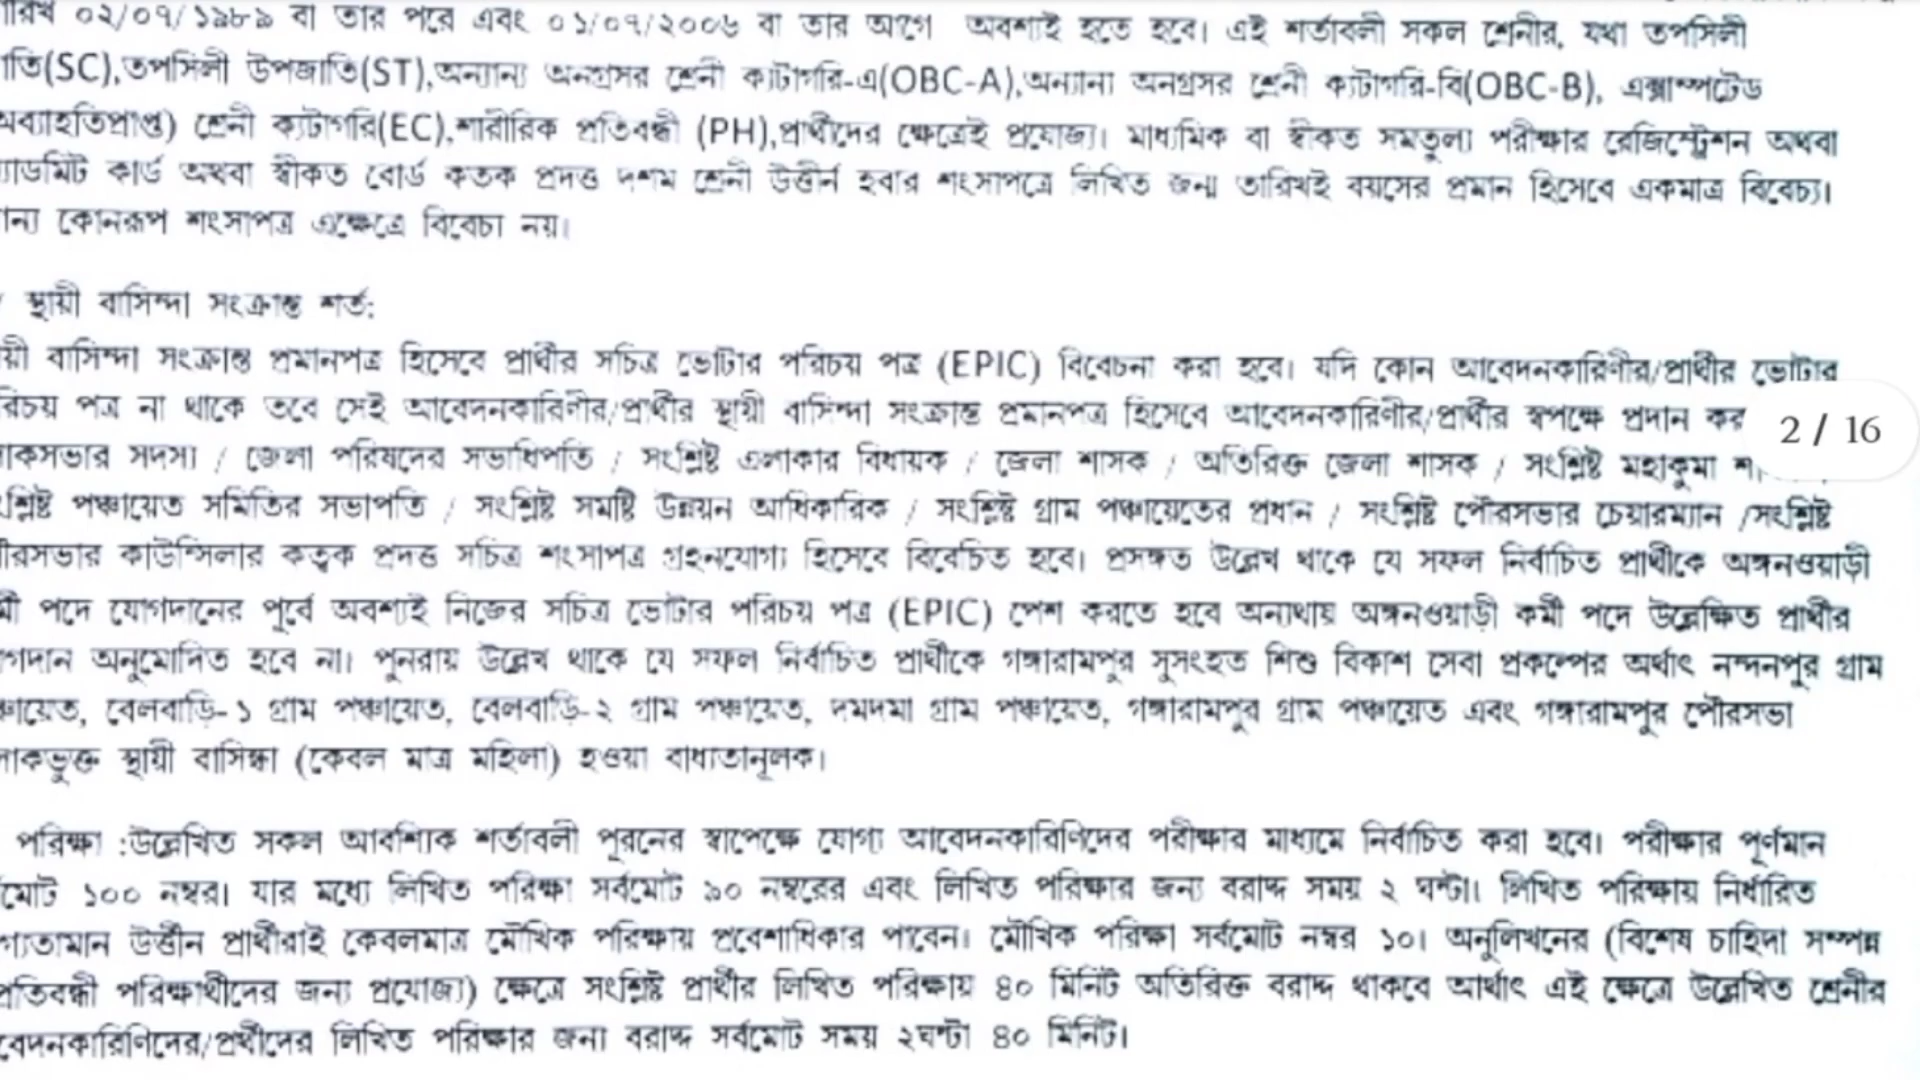 রিখ ০২/০৭/১৯৮৯ বা তার পরে এবং ০১/০৭/২০০৬ বা তার আগে অবশ্যই হতে হবে। এই শর্তাবলী সকল শ্রেনীর, যথা তপসিলী
তি(SC),তপসিলী উপজাতি(ST),অন্যান্য অনগ্রসর শ্রেনী ক্যটাগরি-এ(OBC-A),অন্যান্য অনগ্রসর শ্রেনী ক্যটাগরি-বি(OBC-B), এক্সাম্পটেড
অব্যাহতিপ্রাপ্ত) শ্রেনী ক্যটাগরি(EC),শারীরিক প্রতিবন্ধী (PH),প্রার্থীদের ক্ষেত্রেই প্রযোজ্য। মাধ্যমিক বা স্বীকৃত সমতুল্য পরীক্ষার রেজিস্ট্রেশন অথবা
্যাডমিট কার্ড অথবা স্বীকৃত বোর্ড কতৃক প্রদত্ত দশম শ্রেনী উত্তীর্ন হবার শংসাপত্রে লিখিত জন্ম তারিখই বয়সের প্রমান হিসেবে একমাত্র বিবেচ্য।
ন্য কোনরূপ শংসাপত্র এক্ষেত্রে বিবেচ্য নয়।
স্থায়ী বাসিন্দা সংক্রান্ত শর্ত:
য়ী বাসিন্দা সংক্রান্ত প্রমানপত্র হিসেবে প্রার্থীর সচিত্র ভোটার পরিচয় পত্র (EPIC) বিবেচনা করা হবে। যদি কোন আবেদনকারিণীর/প্রার্থীর ভোটার
রিচয় পত্র না থাকে তবে সেই আবেদনকারিণীর/প্রার্থীর স্থায়ী বাসিন্দা সংক্রান্ত প্রমানপত্র হিসেবে আবেদনকারিণীর/প্রার্থীর স্বপক্ষে প্রদান কর
াকসভার সদস্য / জেলা পরিষদের সভাধিপতি / সংশ্লিষ্ট এলাকার বিধায়ক / জেলা শাসক / অতিরিক্ত জেলা শাসক / সংশ্লিষ্ট মহাকুমা
2 / 16
ংশ্লিষ্ট পঞ্চায়েত সমিতির সভাপতি / সংশ্লিষ্ট সমষ্টি উন্নয়ন আধিকারিক / সংশ্লিষ্ট গ্রাম পঞ্চায়েতের প্রধান / সংশ্লিষ্ট পৌরসভার চেয়ারম্যান /সংশ্লিষ্ট
ৌরসভার কাউন্সিলার কতৃক প্রদত্ত সচিত্র শংসাপত্র গ্রহনযোগ্য হিসেবে বিবেচিত হবে। প্রসঙ্গত উল্লেখ থাকে যে সফল নির্বাচিত প্রার্থীকে অঙ্গনওয়াড়ী
র্মী পদে যোগদানের পূর্বে অবশ্যই নিজের সচিত্র ভোটার পরিচয় পত্র (EPIC) পেশ করতে হবে অন্যথায় অঙ্গনওয়াড়ী কর্মী পদে উল্লেক্ষিত প্রার্থীর
াগদান অনুমোদিত হবে না। পুনরায় উল্লেখ থাকে যে সফল নির্বাচিত প্রার্থীকে গঙ্গারামপুর সুসংহত শিশু বিকাশ সেবা প্রকল্পের অর্থাৎ নন্দনপুর গ্রাম
ঞ্চায়েত, বেলবাড়ি-১ গ্রাম পঞ্চায়েত, বেলবাড়ি-২ গ্রাম পঞ্চায়েত, দমদমা গ্রাম পঞ্চায়েত, গঙ্গারামপুর গ্রাম পঞ্চায়েত এবং গঙ্গারামপুর পৌরসভা
লাকভুক্ত স্থায়ী বাসিন্ধা (কেবল মাত্র মহিলা) হওয়া বাধ্যতামূলক।
পরিক্ষা :উল্লেখিত সকল আবশ্যিক শর্তাবলী পূরনের স্বাপেক্ষে যোগ্য আবেদনকারিণিদের পরীক্ষার মাধ্যমে নির্বাচিত করা হবে। পরীক্ষার পূর্ণমান
মোট ১০০ নম্বর। যার মধ্যে লিখিত পরিক্ষা সর্বমোট ৯০ নম্বরের এবং লিখিত পরিক্ষার জন্য বরাদ্দ সময় ২ ঘন্টা। লিখিত পরিক্ষায় নির্ধারিত
গ্যতামান উর্ত্তীন প্রার্থীরাই কেবলমাত্র মৌখিক পরিক্ষায় প্রবেশাধিকার পাবেন। মৌখিক পরিক্ষা সর্বমোট নম্বর ১০। অনুলিখনের (বিশেষ চাহিদা সম্পন্ন
প্রতিবন্ধী পরিক্ষার্থীদের জন্য প্রযোজ্য) ক্ষেত্রে সংশ্লিষ্ট প্রার্থীর লিখিত পরিক্ষায় ৪০ মিনিট অতিরিক্ত বরাদ্দ থাকবে আর্থাৎ এই ক্ষেত্রে উল্লেখিত শ্রেনীর
বেদনকারিণিদের/প্রর্থীদের লিখিত পরিক্ষার জন্য বরাদ্দ সর্বমোট সময় ২ঘন্টা ৪০ মিনিট।